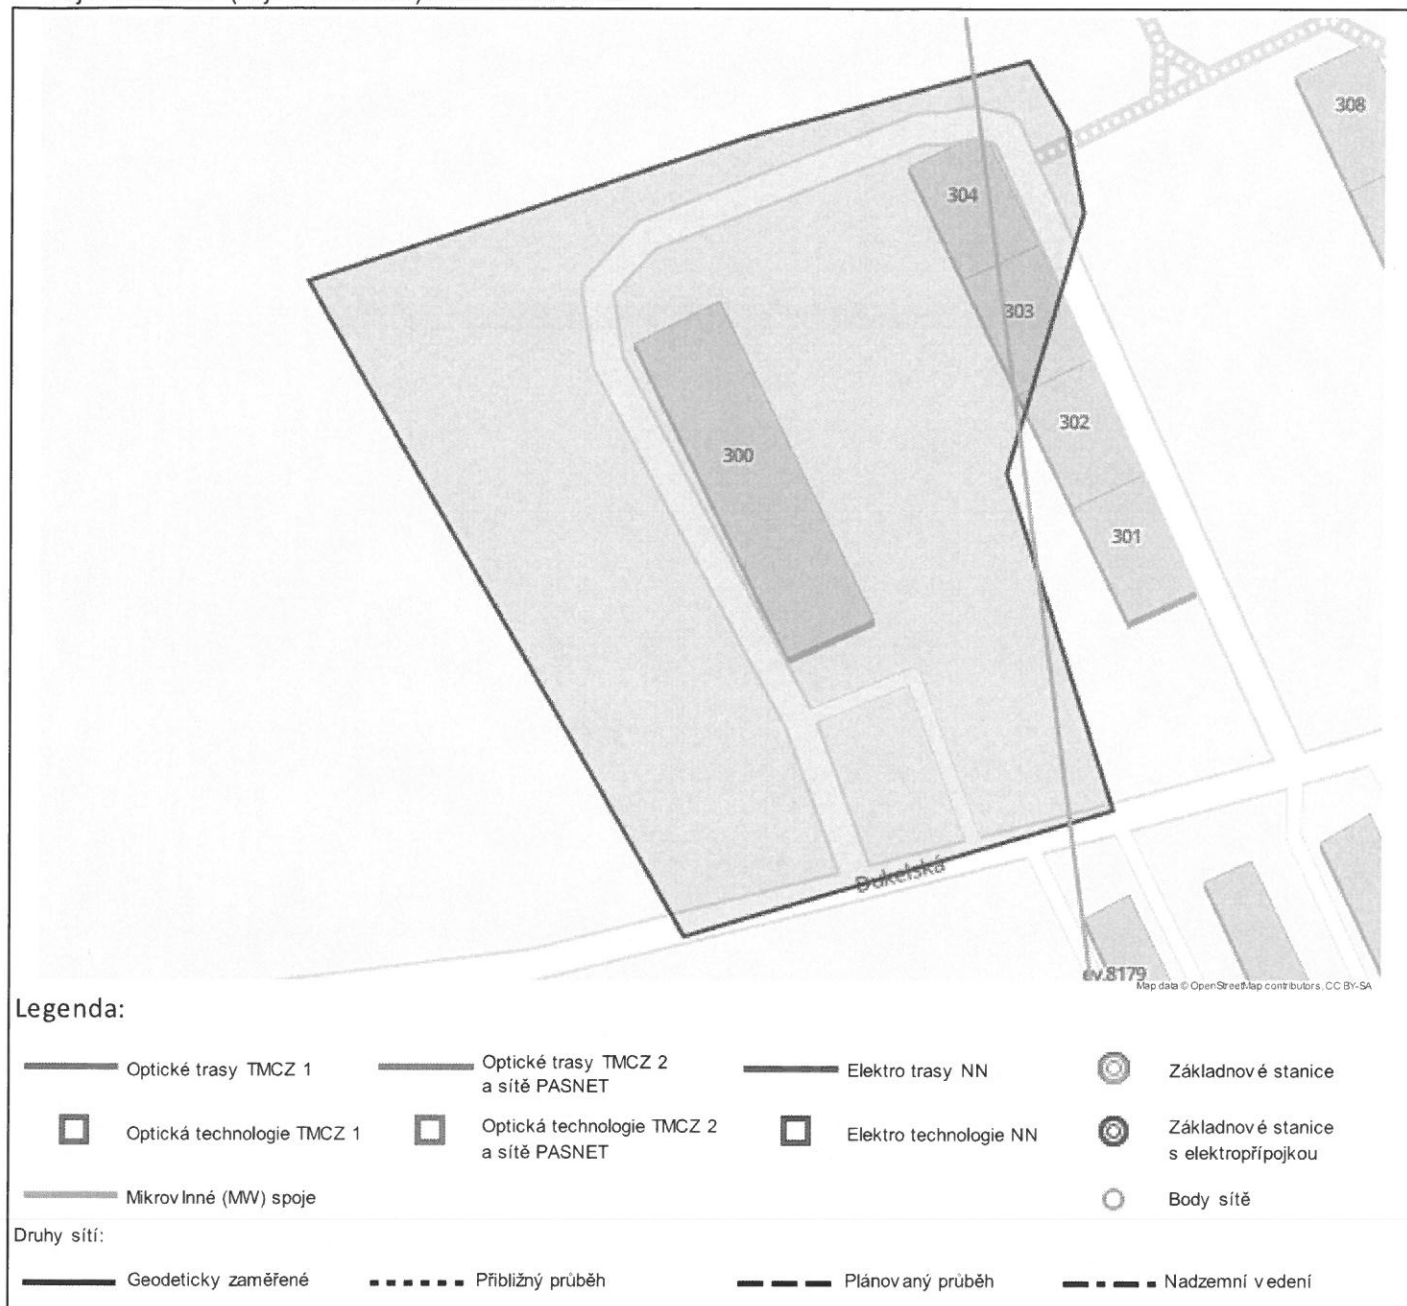 308
304
303
302
300
301
Dukelská
ev.8179
Map data © OpenStreetMap contributors, CC BY-SA
Legenda:
Optické trasy TMCZ 1
Optické trasy TMCZ 2
a sítě PASNET
Elektro trasy NN
Základnové stanice
Optická technologie TMCZ 1
Optická technologie TMCZ 2
a sítě PASNET
Elektro technologie NN
Základnové stanice
s elektropřípojkou
Mikrovlnné (MW) spoje
Body sítě
Druhy sítí:
Geodeticky zaměřené
Přibližný průběh
Plánovaný průběh
Nadzemní vedení